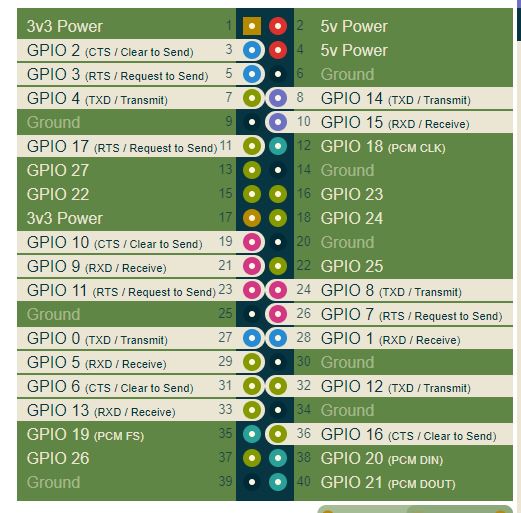 3v3 Power 1 2 5v Power
GPIO 2 (CTS / Clear to Send) 3 4 5v Power
GPIO 3 (RTS / Request to Send) 5 6 Ground
GPIO 4 (TXD / Transmit) 7 8 GPIO 14 (TXD / Transmit)
Ground 9 10 GPIO 15 (RXD / Receive)
GPIO 17 (RTS / Request to Send) 11 12 GPIO 18 (PCM CLK)
GPIO 27 13 14 Ground
GPIO 22 15 16 GPIO 23
3v3 Power 17 18 GPIO 24
GPIO 10 (CTS / Clear to Send) 19 20 Ground
GPIO 9 (RXD / Receive) 21 22 GPIO 25
GPIO 11 (RTS / Request to Send) 23 24 GPIO 8 (TXD / Transmit)
Ground 25 26 GPIO 7 (RTS / Request to Send)
GPIO 0 (TXD / Transmit) 27 28 GPIO 1 (RXD / Receive)
GPIO 5 (RXD / Receive) 29 30 Ground
GPIO 6 (CTS / Clear to Send) 31 32 GPIO 12 (TXD / Transmit)
GPIO 13 (RXD / Receive) 33 34 Ground
GPIO 19 (PCM FS) 35 36 GPIO 16 (CTS / Clear to Send)
GPIO 26 37 38 GPIO 20 (PCM DIN)
Ground 39 40 GPIO 21 (PCM DOUT)